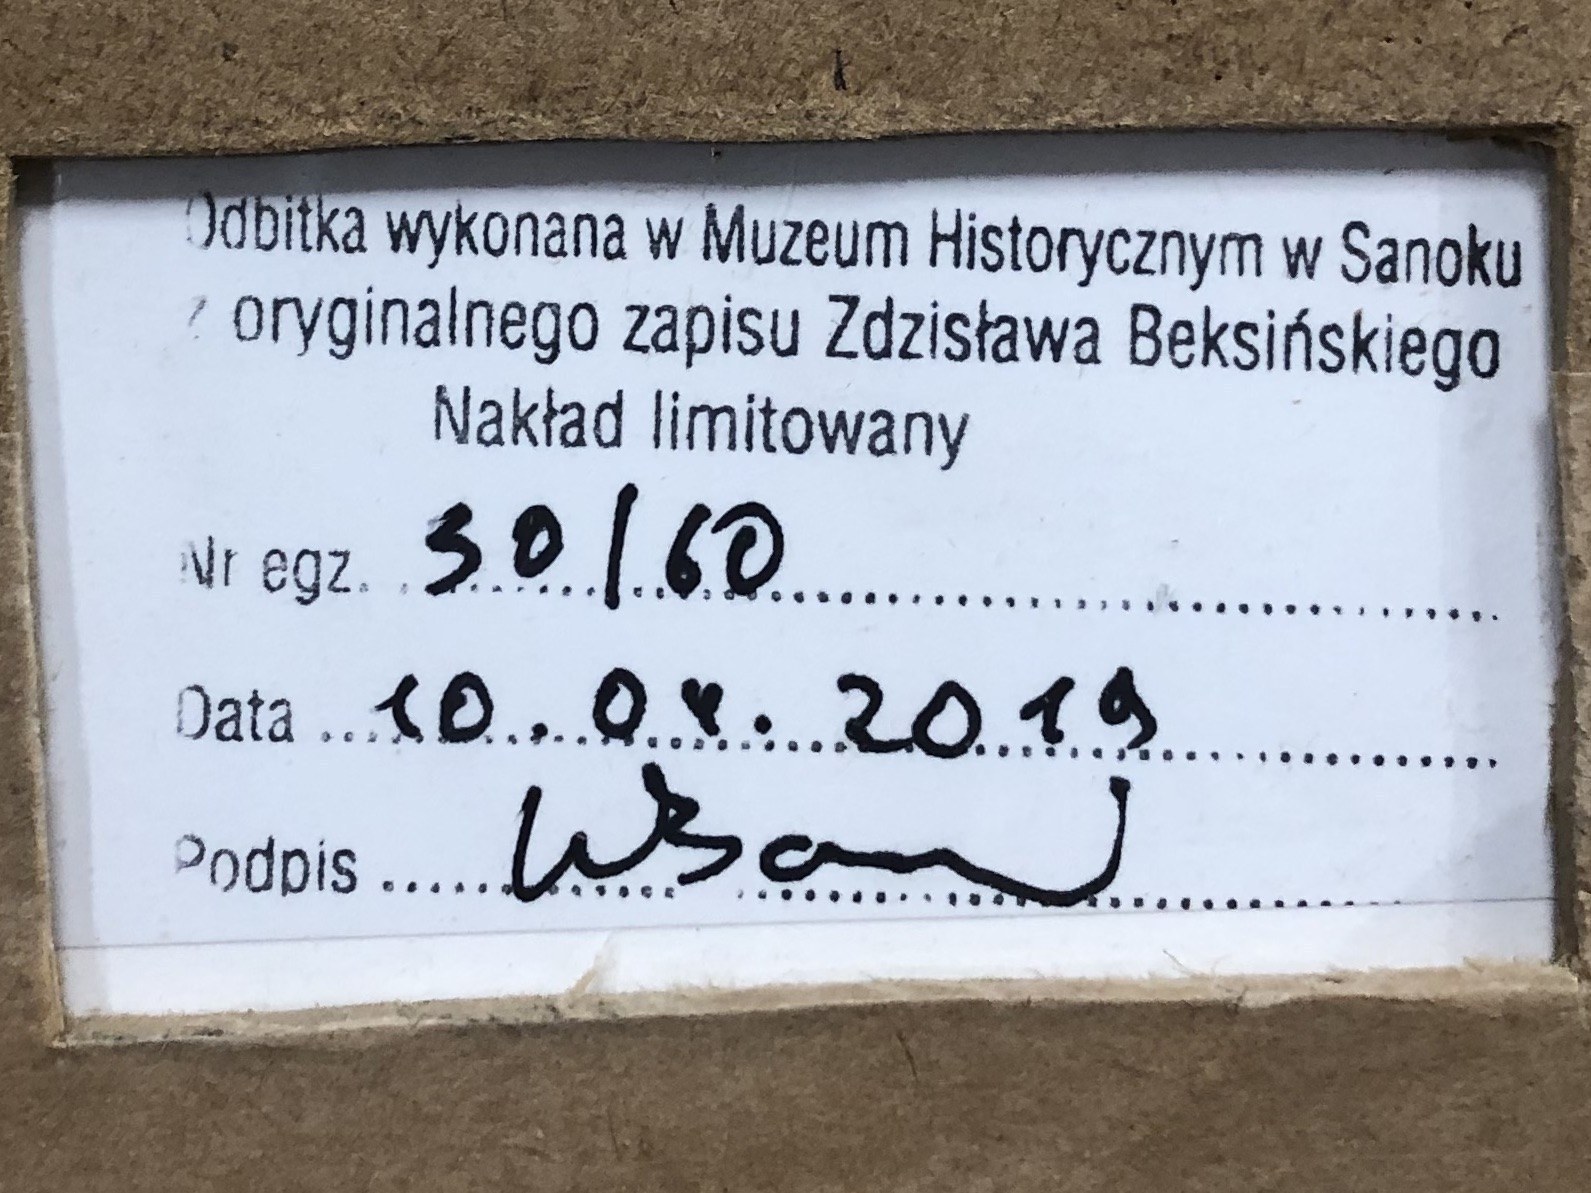 Odbitka wykonana w Muzeum Historycznym w Sanoku
z oryginalnego zapisu Zdzisława Beksińskiego
Nakład limitowany
Nr egz. 30/60
Data 10.04.2019
Podpis